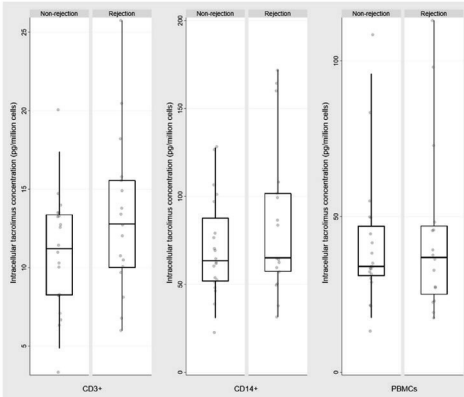 Non-rejection Rejection
Intracellular tacrolimus concentration (pg/million cells)
25
20
15
10
5
CD3+
Non-rejection Rejection
Intracellular tacrolimus concentration (pg/million cells)
200
150
100
50
0
CD14+
Non-rejection Rejection
Intracellular tacrolimus concentration (pg/million cells)
100
50
0
PBMCs